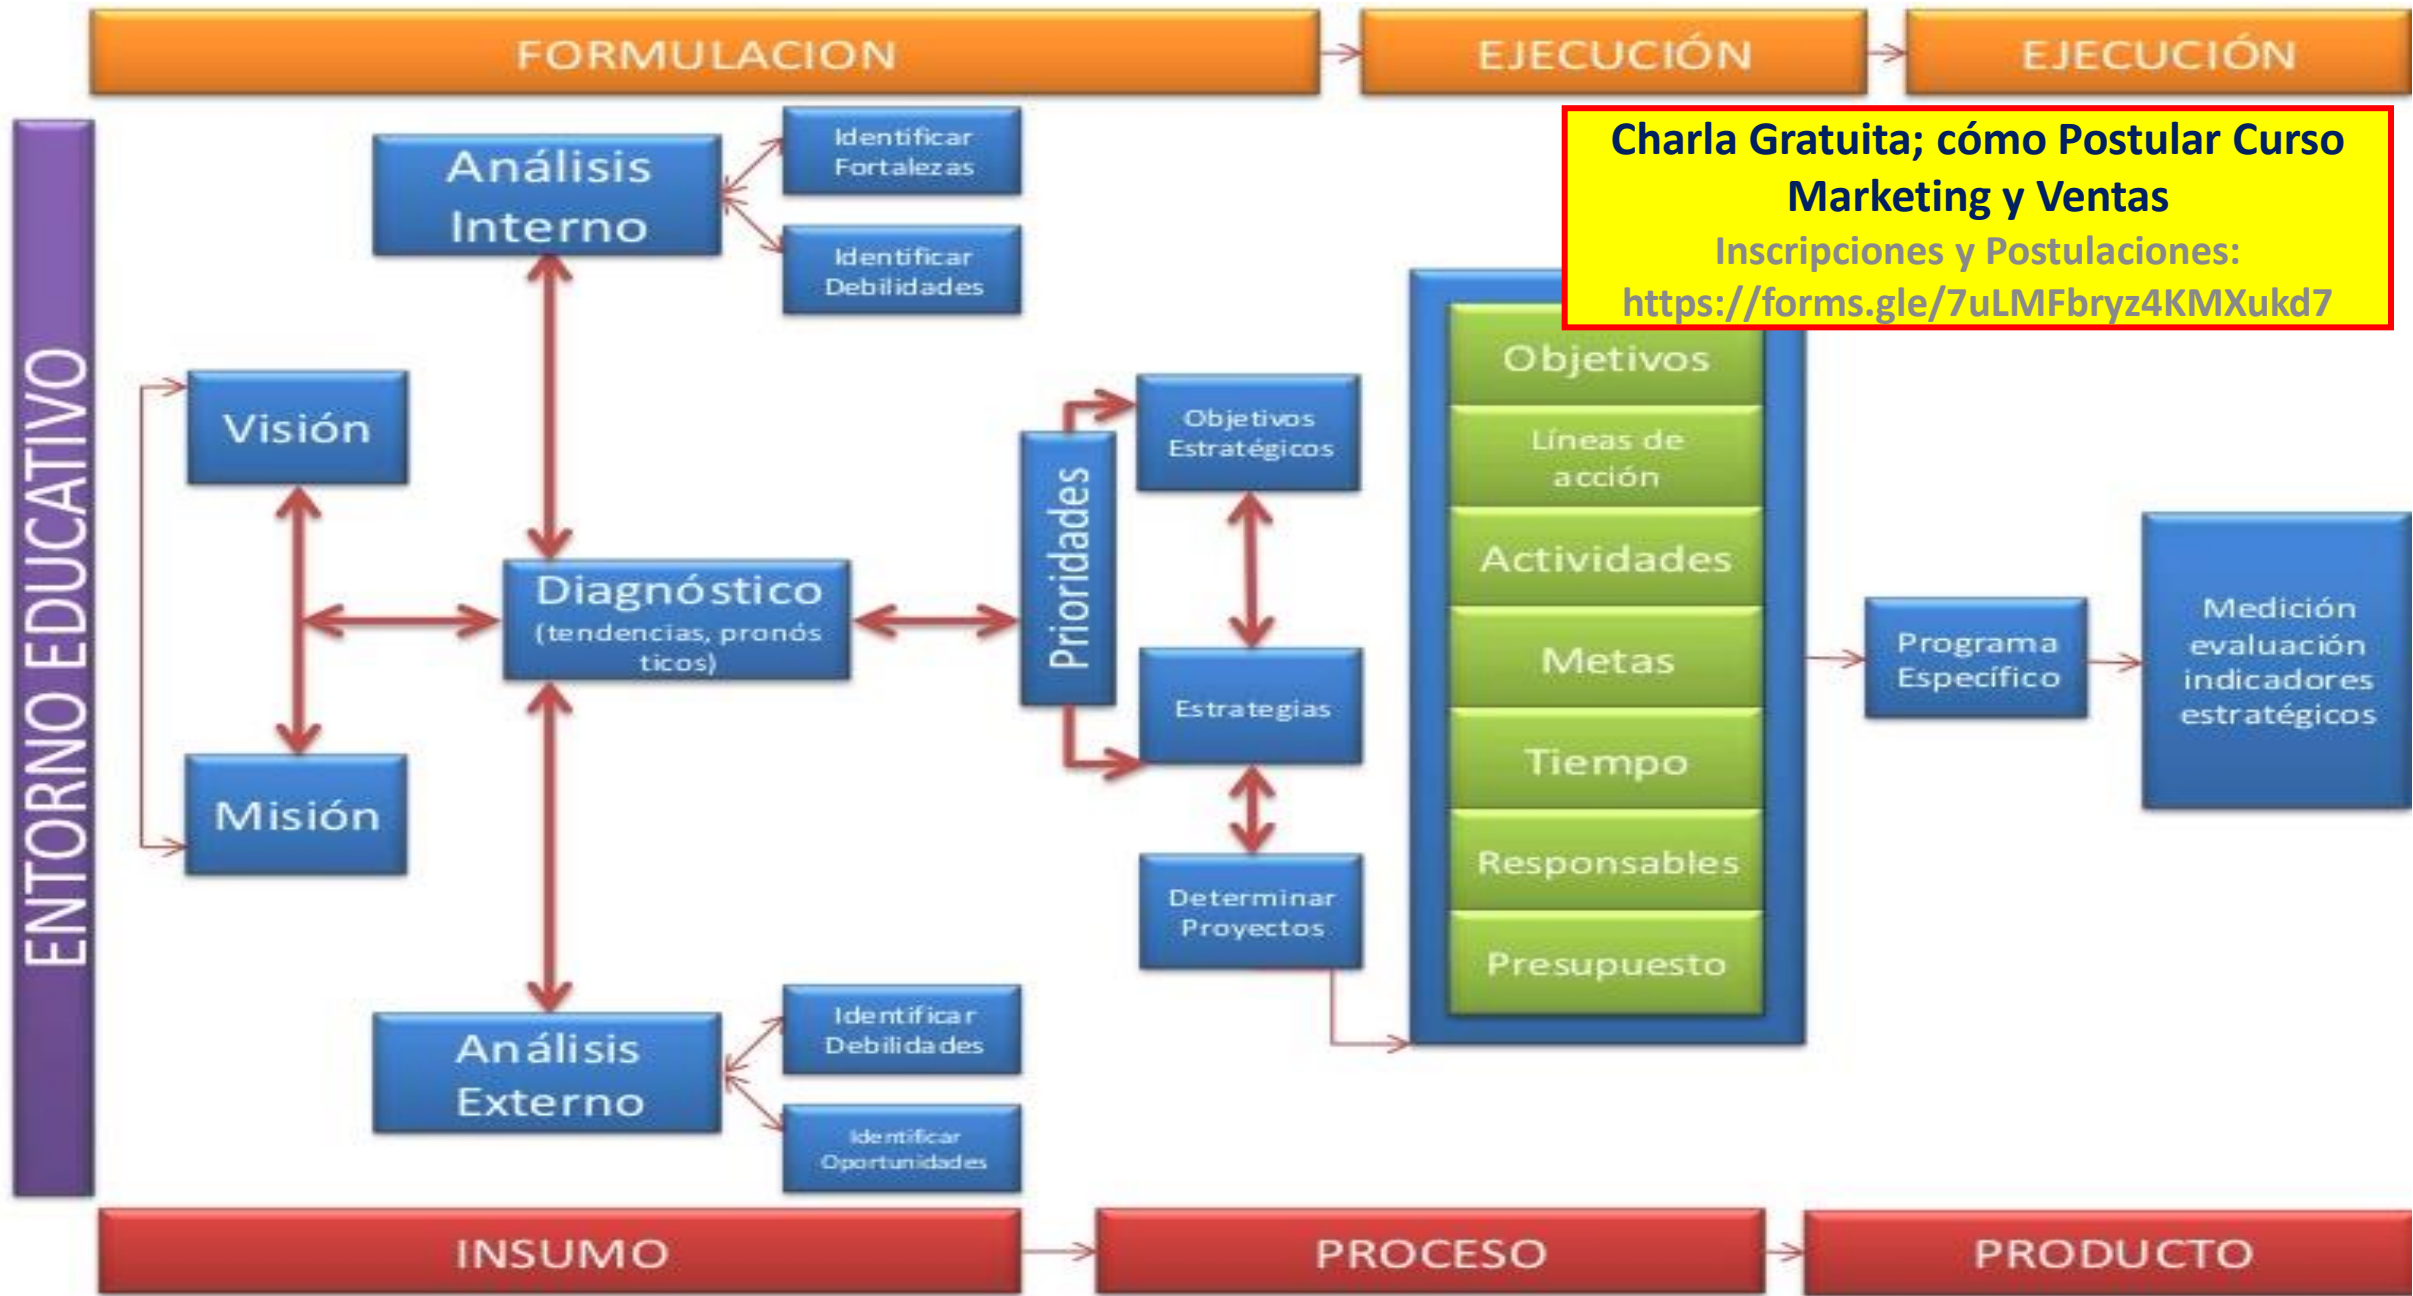 FORMULACION
EJECUCIÓN
EJECUCIÓN
Charla Gratuita; cómo Postular Curso
Marketing y Ventas
Inscripciones y Postulaciones:
https://forms.gle/7uLMFbryz4KMXukd7
ENTORNO EDUCATIVO
Análisis
Interno
Identificar
Fortalezas
Identificar
Debilidades
Visión
Misión
Diagnóstico
(tendencias, pronós
ticos)
Análisis
Externo
Identificar
Debilidades
Identificar
Oportunidades
Prioridades
Objetivos
Estratégicos
Estrategias
Determinar
Proyectos
Objetivos
Líneas de
acción
Actividades
Metas
Tiempo
Responsables
Presupuesto
Programa
Específico
Medición
evaluación
indicadores
estratégicos
INSUMO
PROCESO
PRODUCTO